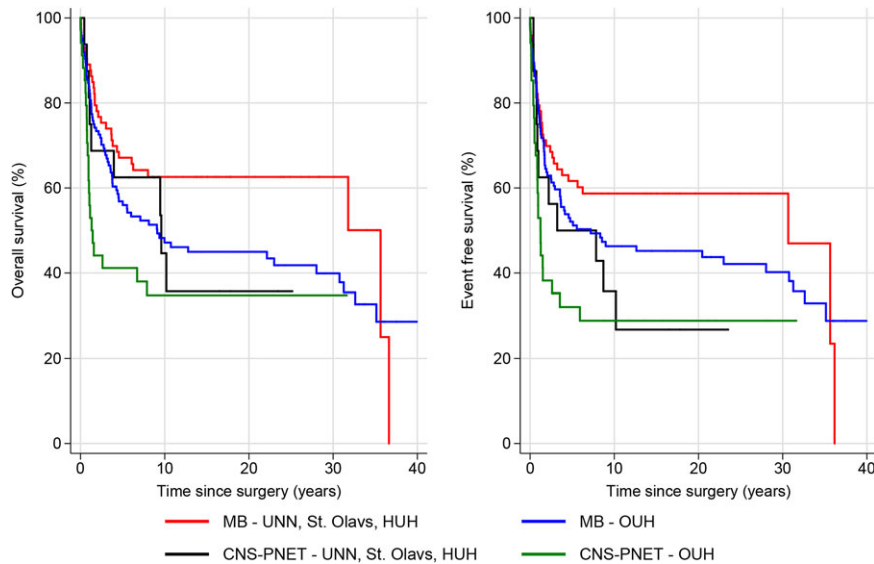 100
80
60
40
20
0
Overall survival (%)
0 10 20 30 40
Time since surgery (years)
100
80
60
40
20
0
Event free survival (%)
0 10 20 30 40
Time since surgery (years)
MB - UNN, St. Olavs, HUH
MB - OUH
CNS-PNET - UNN, St. Olavs, HUH
CNS-PNET - OUH